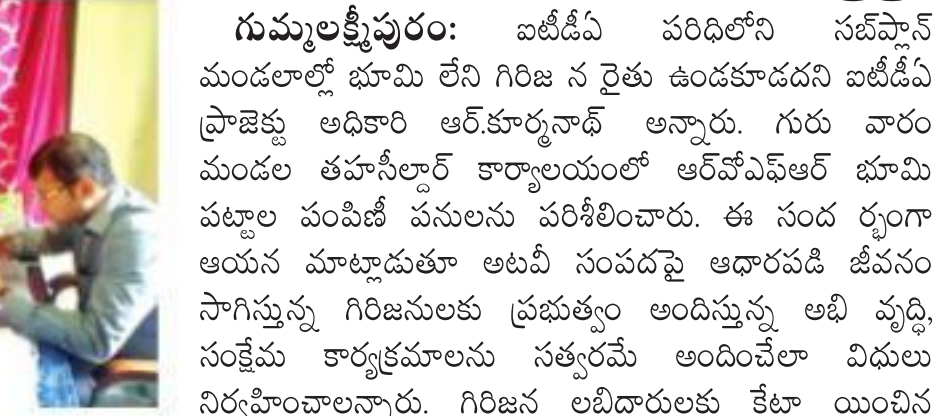 గుమ్మలక్ష్మీపురం: ఐటీడీఏ పరిధిలోని సబ్‌ప్లాన్
మండలాల్లో భూమి లేని గిరిజ న రైతు ఉండకూడదని ఐటీడీఏ
ప్రాజెక్టు అధికారి ఆర్.కూర్మనాథ్ అన్నారు. గురు వారం
మండల తహసీల్దార్ కార్యాలయంలో ఆర్‌వోఎఫ్‌ఆర్ భూమి
పట్టాల పంపిణీ పనులను పరిశీలించారు. ఈ సంద ర్భంగా
ఆయన మాట్లాడుతూ అటవీ సంపదపై ఆధారపడి జీవనం
సాగిస్తున్న గిరిజనులకు ప్రభుత్వం అందిస్తున్న అభి వృద్ధి,
సంక్షేమ కార్యక్రమాలను సత్వరమే అందించేలా విధులు
నిర్వహించాలన్నారు. గిరిజన లబిదారులకు కేటా యించిన